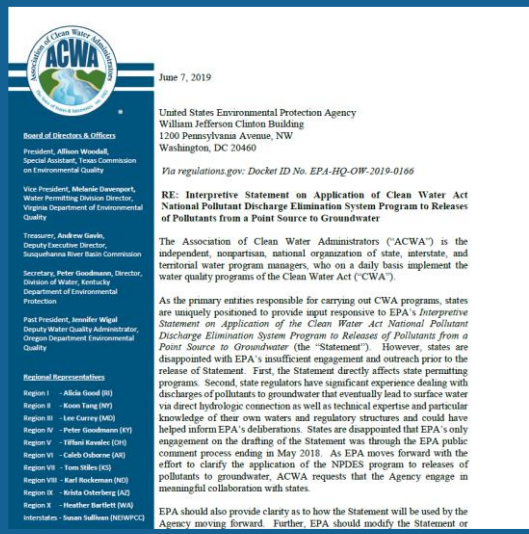 Association of Clean Water Administrators
ACWA
Board of Directors & Officers
President, Allison Woodall,
Special Assistant, Texas Commission
on Environmental Quality
Vice President, Melanie Davenport,
Water Permitting Division Director,
Virginia Department of Environmental
Quality
Treasurer, Andrew Gavin,
Deputy Executive Director,
Susquehanna River Basin Commission
Secretary, Peter Goodmann, Director,
Division of Water, Kentucky
Department of Environmental
Protection
Past President, Jennifer Wigal
Deputy Water Quality Administrator,
Oregon Department Environmental
Quality
Regional Representatives
Region I - Alicia Good (RI)
Region II - Koon Tang (NY)
Region III - Lee Currey (MD)
Region IV - Peter Goodmann (KY)
Region V - Tiffani Kavalec (OH)
Region VI - Caleb Osborne (AR)
Region VII - Tom Stiles (KS)
Region VIII - Karl Rockeman (ND)
Region IX - Krista Osterberg (AZ)
Region X - Heather Bartlett (WA)
Interstates - Susan Sullivan (NEIWPCC)
June 7, 2019
United States Environmental Protection Agency
William Jefferson Clinton Building
1200 Pennsylvania Avenue, NW
Washington, DC 20460
Via regulations.gov: Docket ID No. EPA-HQ-OW-2019-0166
RE: Interpretive Statement on Application of Clean Water Act
National Pollutant Discharge Elimination System Program to Releases
of Pollutants from a Point Source to Groundwater
The Association of Clean Water Administrators (“ACWA”) is the
independent, nonpartisan, national organization of state, interstate, and
territorial water program managers, who on a daily basis implement the
water quality programs of the Clean Water Act (“CWA”).
As the primary entities responsible for carrying out CWA programs, states
are uniquely positioned to provide input responsive to EPA’s Interpretive
Statement on Application of the Clean Water Act National Pollutant
Discharge Elimination System Program to Releases of Pollutants from a
Point Source to Groundwater (the “Statement”). However, states are
disappointed with EPA’s insufficient engagement and outreach prior to the
release of Statement. First, the Statement directly affects state permitting
programs. Second, state regulators have significant experience dealing with
discharges of pollutants to groundwater that eventually lead to surface water
via direct hydrologic connection as well as technical expertise and particular
knowledge of their own waters and regulatory structures and could have
helped inform EPA’s deliberations. States are disappointed that EPA’s only
engagement on the drafting of the Statement was through the EPA public
comment process ending in May 2018. As EPA moves forward with the
effort to clarify the application of the NPDES program to releases of
pollutants to groundwater, ACWA requests that the Agency engage in
meaningful collaboration with states.
EPA should also provide clarity as to how the Statement will be used by the
Agency moving forward. Further, EPA should modify the Statement or